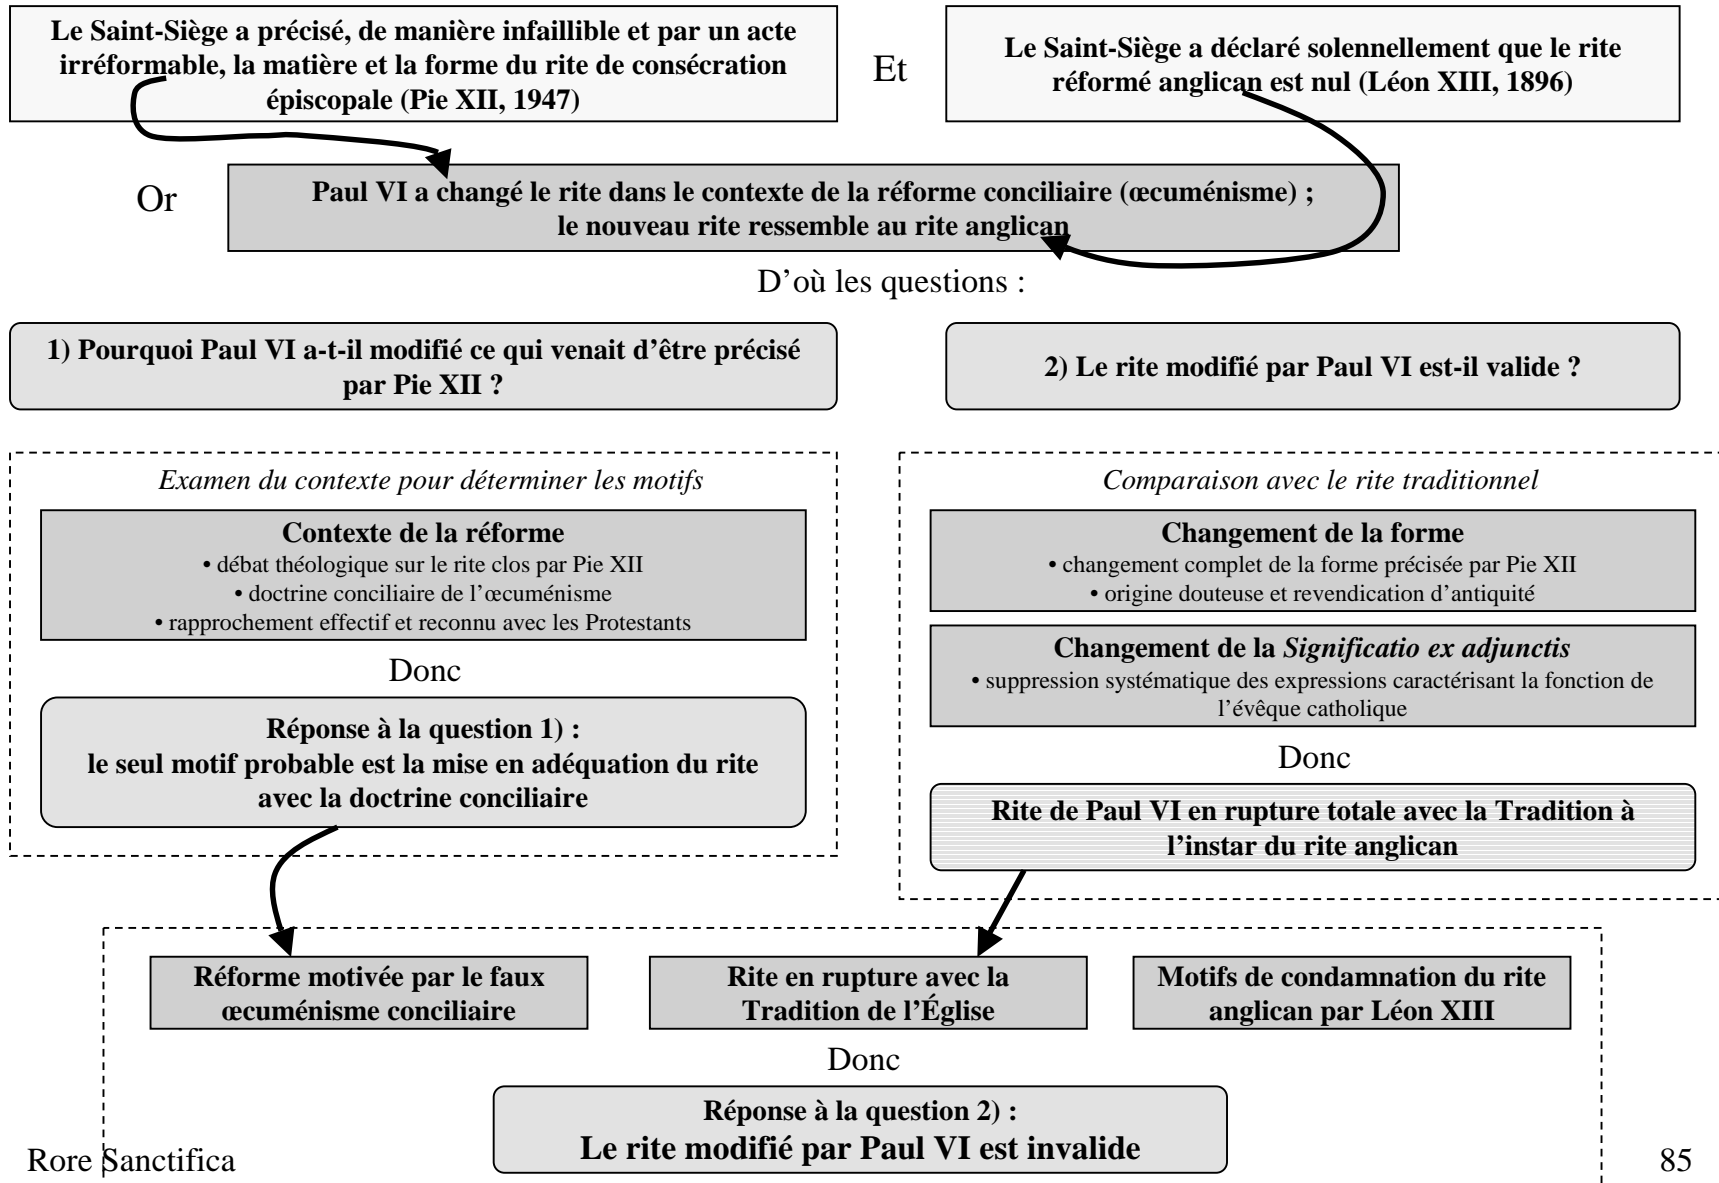 Le Saint-Siège a précisé, de manière infaillible et par un acte
irréformable, la matière et la forme du rite de consécration
épiscopale (Pie XII, 1947)
Et
Le Saint-Siège a déclaré solennellement que le rite
réformé anglican est nul (Léon XIII, 1896)
Or
Paul VI a changé le rite dans le contexte de la réforme conciliaire (œcuménisme) ;
le nouveau rite ressemble au rite anglican
D’où les questions :
1) Pourquoi Paul VI a-t-il modifié ce qui venait d’être précisé
par Pie XII ?
2) Le rite modifié par Paul VI est-il valide ?
Examen du contexte pour déterminer les motifs
Contexte de la réforme
• débat théologique sur le rite clos par Pie XII
• doctrine conciliaire de l’œcuménisme
• rapprochement effectif et reconnu avec les Protestants
Donc
Réponse à la question 1) :
le seul motif probable est la mise en adéquation du rite
avec la doctrine conciliaire
Comparaison avec le rite traditionnel
Changement de la forme
• changement complet de la forme précisée par Pie XII
• origine douteuse et revendication d’antiquité
Changement de la Significatio ex adjunctis
• suppression systématique des expressions caractérisant la fonction de
l’évêque catholique
Donc
Rite de Paul VI en rupture totale avec la Tradition à
l’instar du rite anglican
Réforme motivée par le faux
œcuménisme conciliaire
Rite en rupture avec la
Tradition de l’Église
Motifs de condamnation du rite
anglican par Léon XIII
Donc
Réponse à la question 2) :
Le rite modifié par Paul VI est invalide
Rore Sanctifica
85